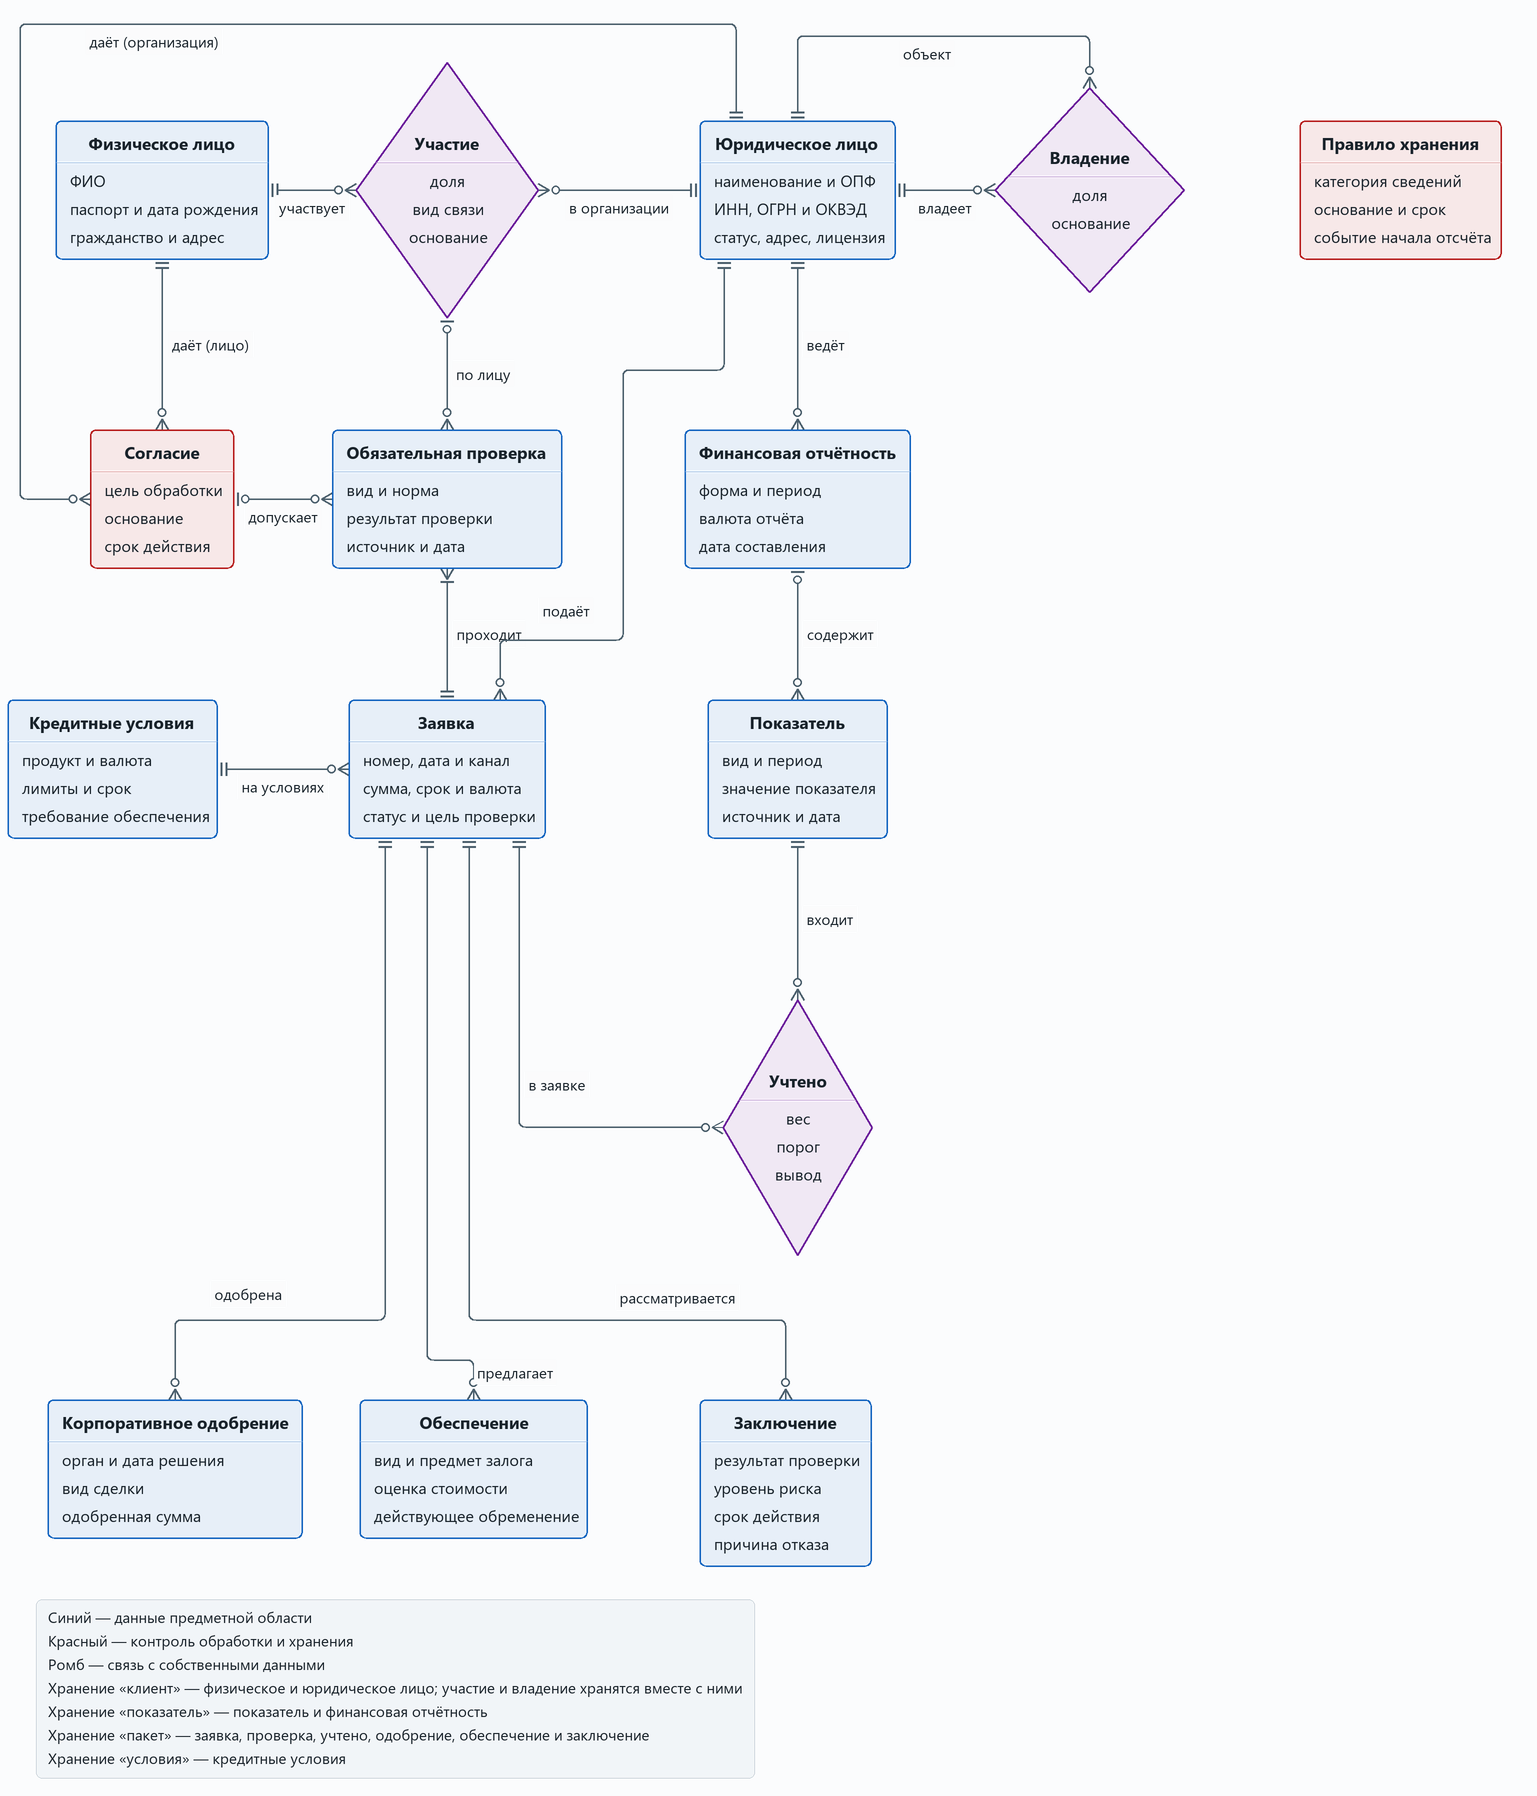 даёт (организация)
объект
Физическое лицо
ФИО
паспорт и дата рождения
гражданство и адрес
участвует
Участие
доля
вид связи
основание
в организации
Юридическое лицо
наименование и ОПФ
ИНН, ОГРН и ОКВЭД
статус, адрес, лицензия
владеет
Владение
доля
основание
Правило хранения
категория сведений
основание и срок
событие начала отсчёта
даёт (лицо)
по лицу
ведёт
Согласие
цель обработки
основание
срок действия
допускает
Обязательная проверка
вид и норма
результат проверки
источник и дата
Финансовая отчётность
форма и период
валюта отчёта
дата составления
подаёт
проходит
содержит
Кредитные условия
продукт и валюта
лимиты и срок
требование обеспечения
на условиях
Заявка
номер, дата и канал
сумма, срок и валюта
статус и цель проверки
Показатель
вид и период
значение показателя
источник и дата
входит
в заявке
Учтено
вес
порог
вывод
одобрена
рассматривается
предлагает
Корпоративное одобрение
орган и дата решения
вид сделки
одобренная сумма
Обеспечение
вид и предмет залога
оценка стоимости
действующее обременение
Заключение
результат проверки
уровень риска
срок действия
причина отказа
Синий — данные предметной области
Красный — контроль обработки и хранения
Ромб — связь с собственными данными
Хранение «клиент» — физическое и юридическое лицо; участие и владение хранятся вместе с ними
Хранение «показатель» — показатель и финансовая отчётность
Хранение «пакет» — заявка, проверка, учтено, одобрение, обеспечение и заключение
Хранение «условия» — кредитные условия